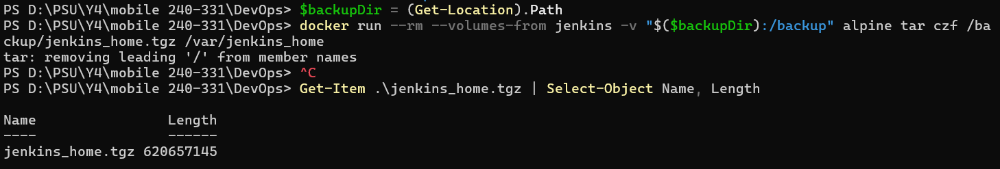 PS D:\PSU\Y4\mobile 240-331\DevOps> $backupDir = (Get-Location).Path
PS D:\PSU\Y4\mobile 240-331\DevOps> docker run --rm --volumes-from jenkins -v "$($backupDir):/backup" alpine tar czf /ba
ckup/jenkins_home.tgz /var/jenkins_home
tar: removing leading '/' from member names
PS D:\PSU\Y4\mobile 240-331\DevOps> ^C
PS D:\PSU\Y4\mobile 240-331\DevOps> Get-Item .\jenkins_home.tgz | Select-Object Name, Length
Name Length
---- ------
jenkins_home.tgz 620657145